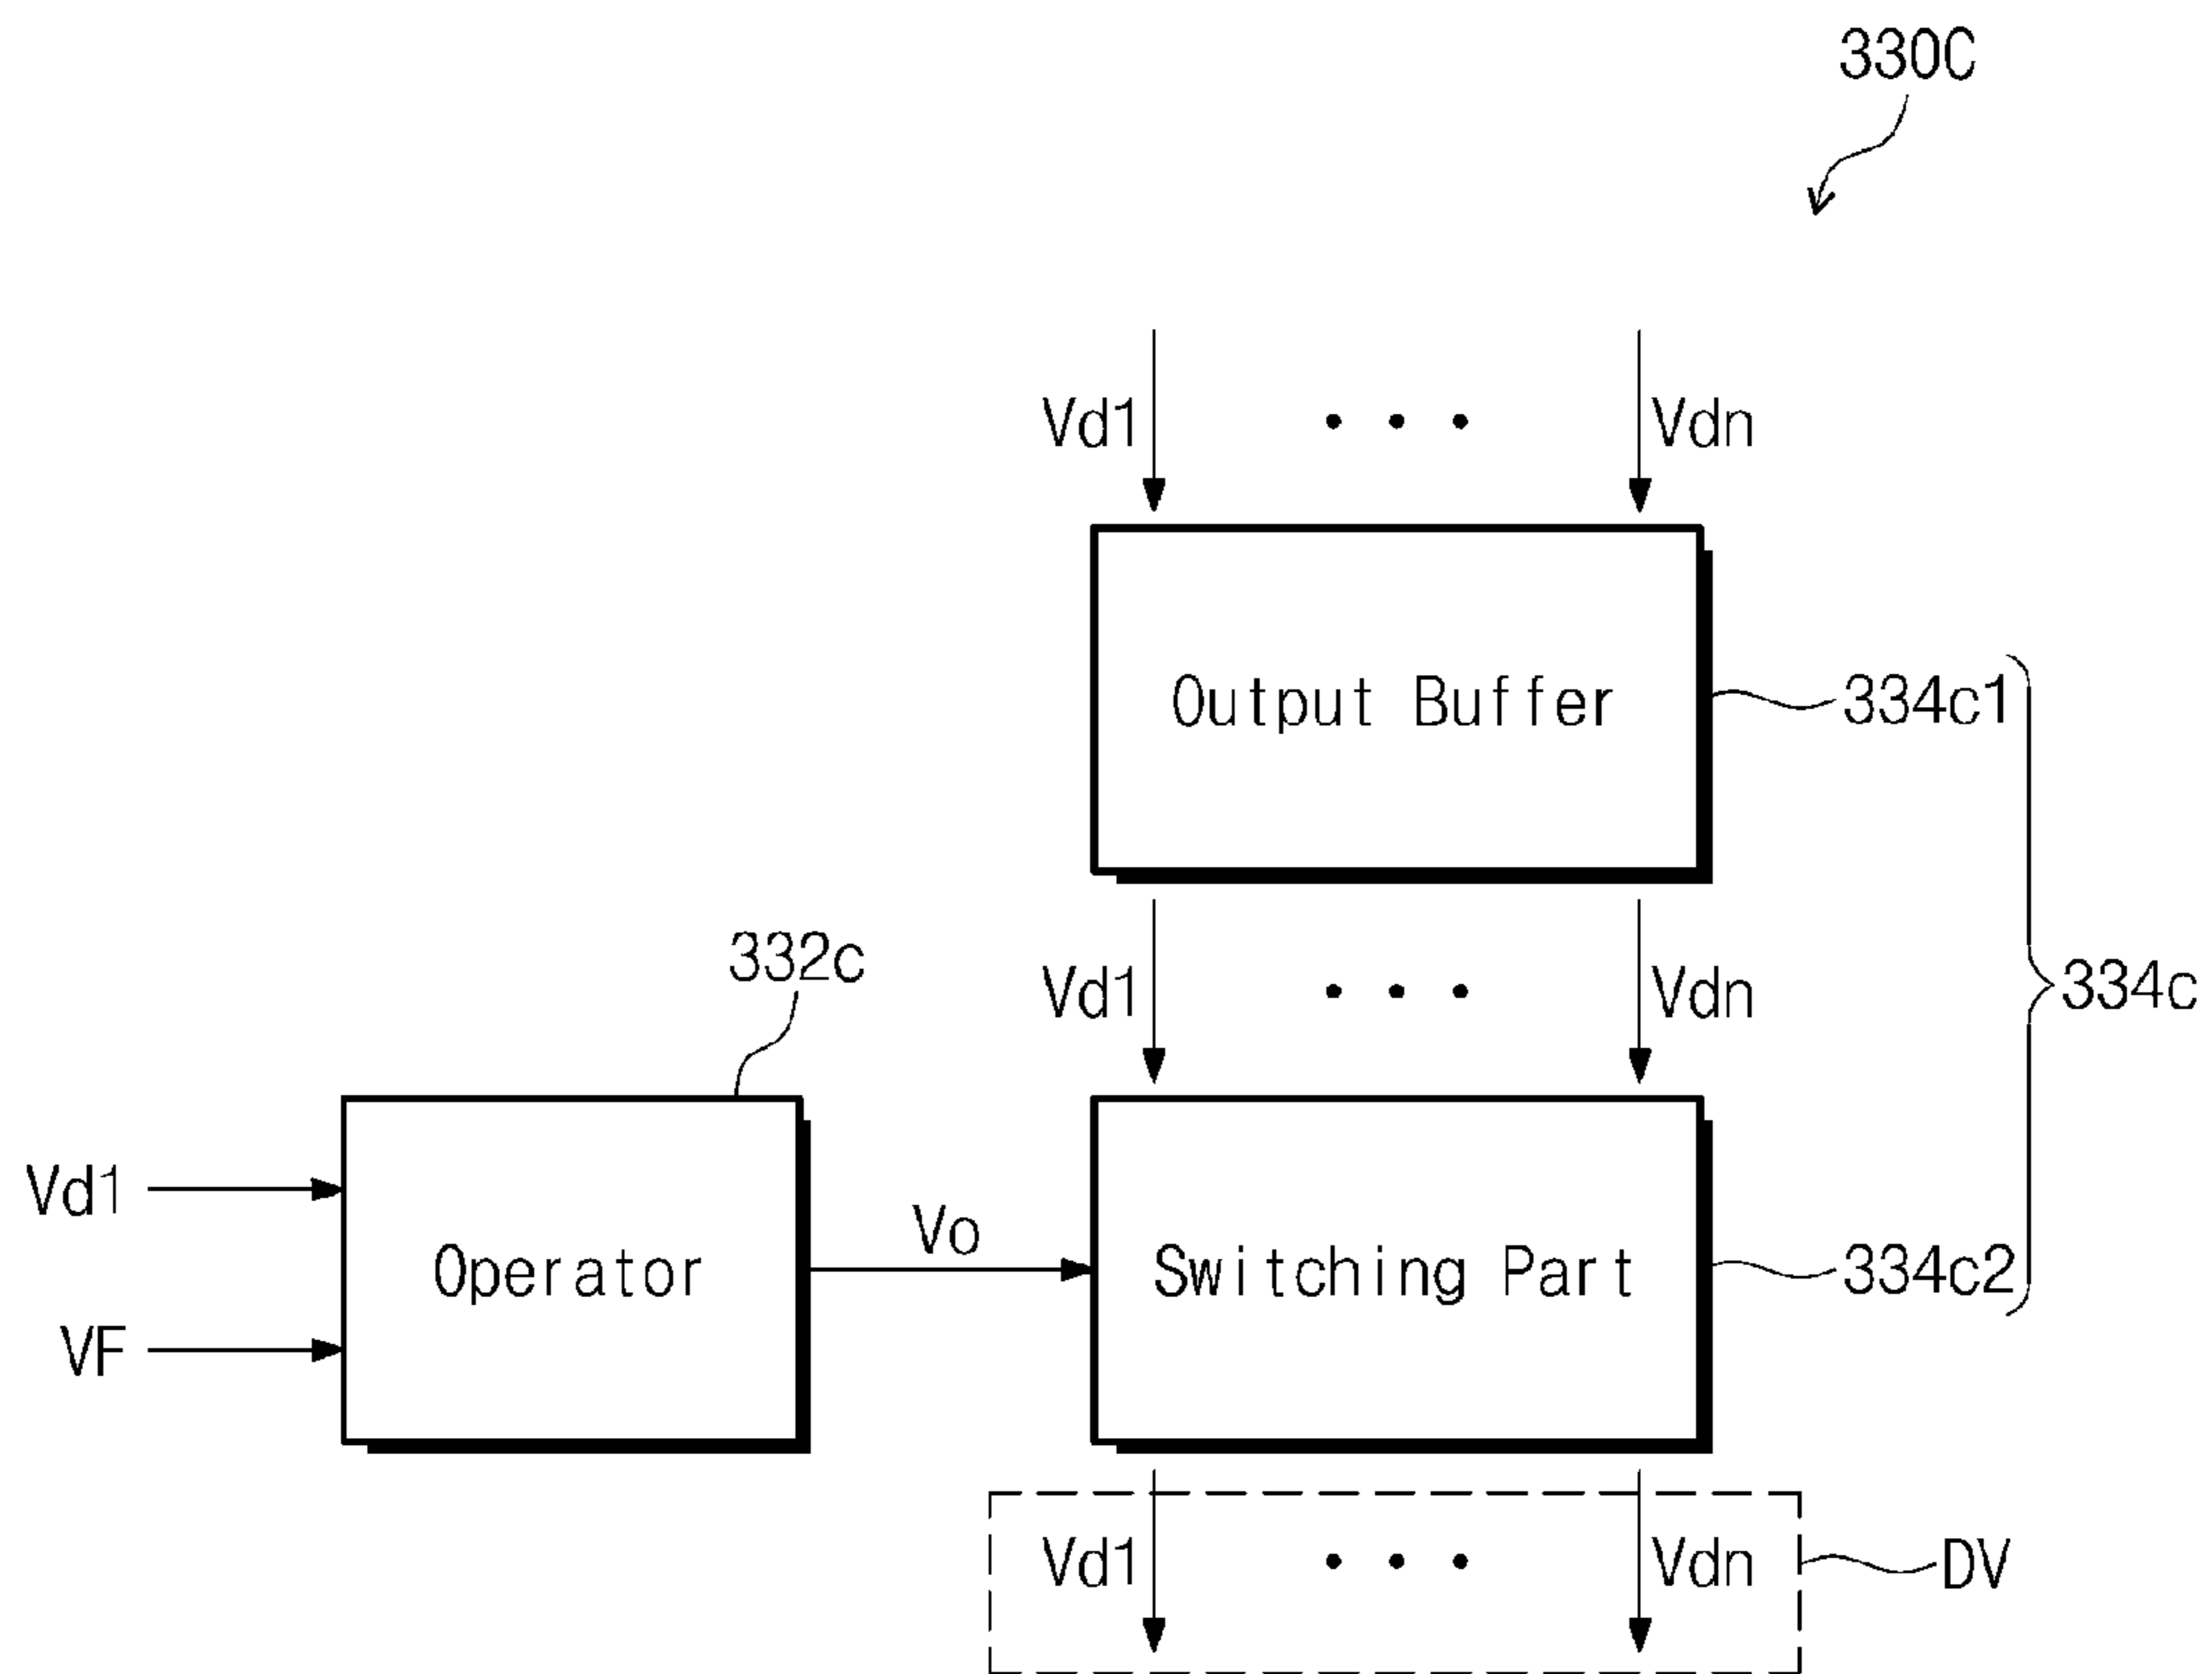 330C
Vd1 • • • Vdn
Output Buffer
334c1
332c
Vd1 • • • Vdn
334c
Vd1
Vo
Operator
Switching Part
334c2
VF
Vd1 • • • Vdn
DV